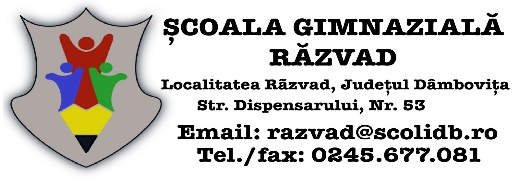 ȘCOALA GIMNAZIALĂ
RĂZVAD
Localitatea Răzvad, Județul Dâmbovița
Str. Dispensarului, Nr. 53
Email: razvad@scolidb.ro
Tel./fax: 0245.677.081